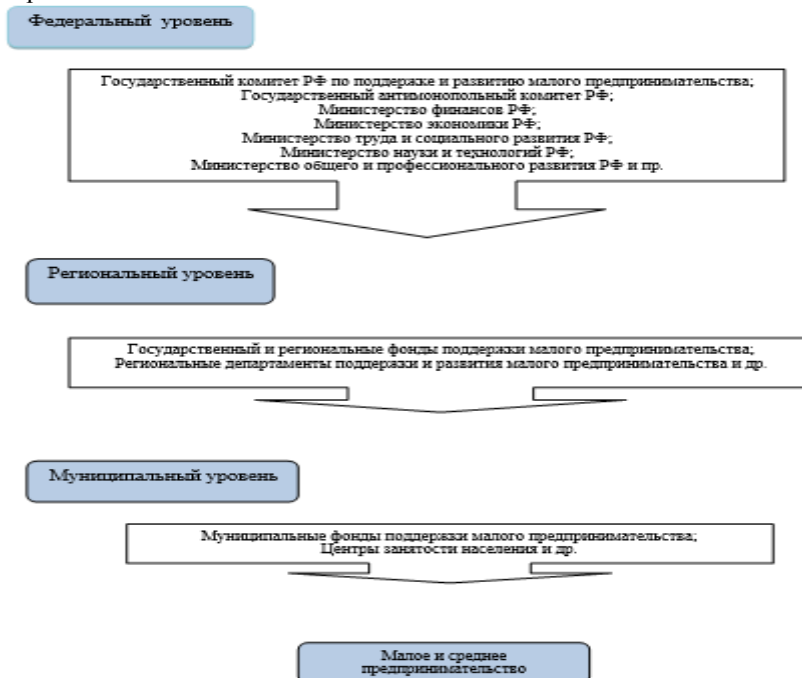 Федеральный уровень
Государственный комитет РФ по поддержке и развитию малого предпринимательства;
Государственный антимонопольный комитет РФ;
Министерство финансов РФ;
Министерство экономики РФ;
Министерство труда и социального развития РФ;
Министерство науки и технологий РФ;
Министерство общего и профессионального развития РФ и пр.
Региональный уровень
Государственный и региональные фонды поддержки малого предпринимательства;
Региональные департаменты поддержки и развития малого предпринимательства и др.
Муниципальный уровень
Муниципальные фонды поддержки малого предпринимательства;
Центры занятости населения и др.
Малое и среднее
предпринимательство